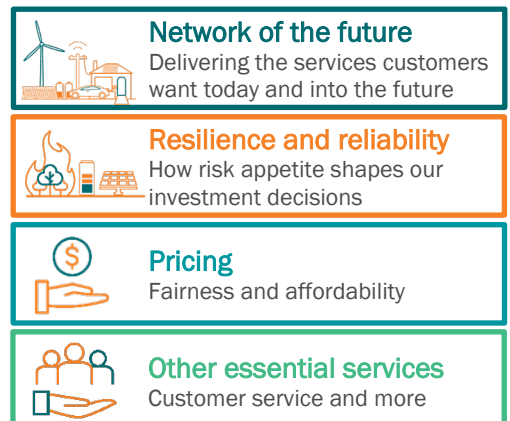 Network of the future
Delivering the services customers
want today and into the future
Resilience and reliability
How risk appetite shapes our
investment decisions
$
Pricing
Fairness and affordability
Other essential services
Customer service and more